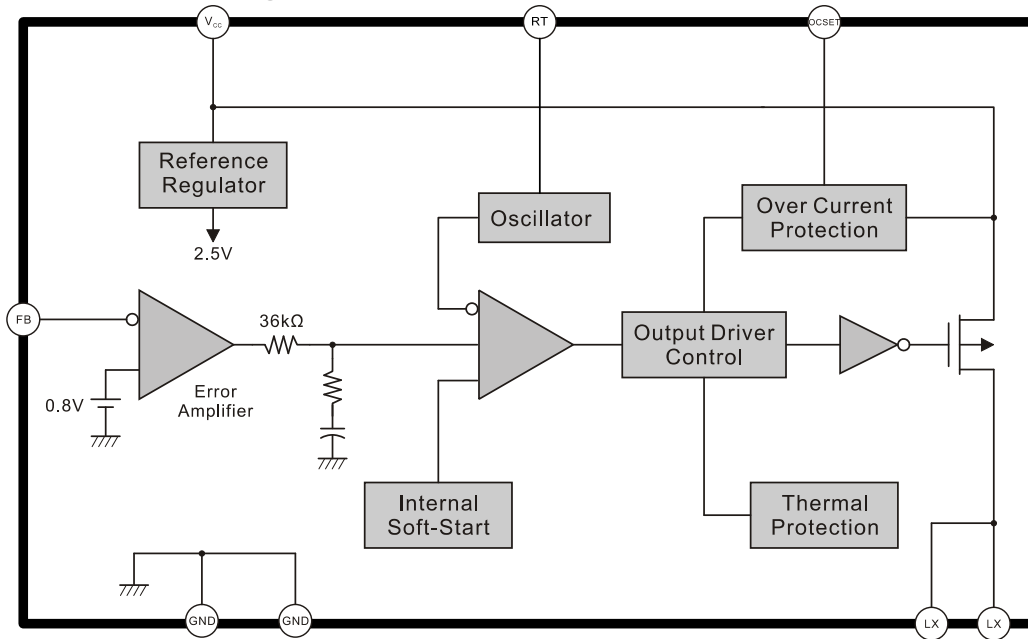 Vcc
RT
OCSET
Reference
Regulator
2.5V
Oscillator
Over Current
Protection
FB
36kΩ
Output Driver
Control
0.8V
Error
Amplifier
Internal
Soft-Start
Thermal
Protection
GND
GND
LX
LX